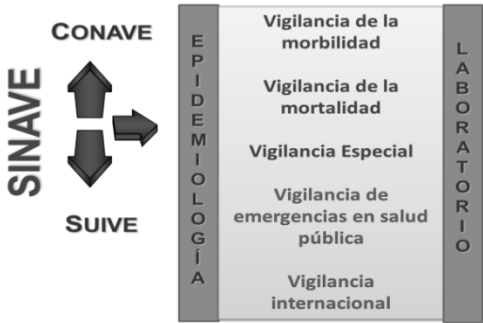 SINAVE
CONAVE
SUIVE
EPIDEMIOLOGÍA
Vigilancia de la
morbilidad
Vigilancia de la
mortalidad
Vigilancia Especial
Vigilancia de
emergencias en salud
pública
Vigilancia
internacional
LABORATORIO